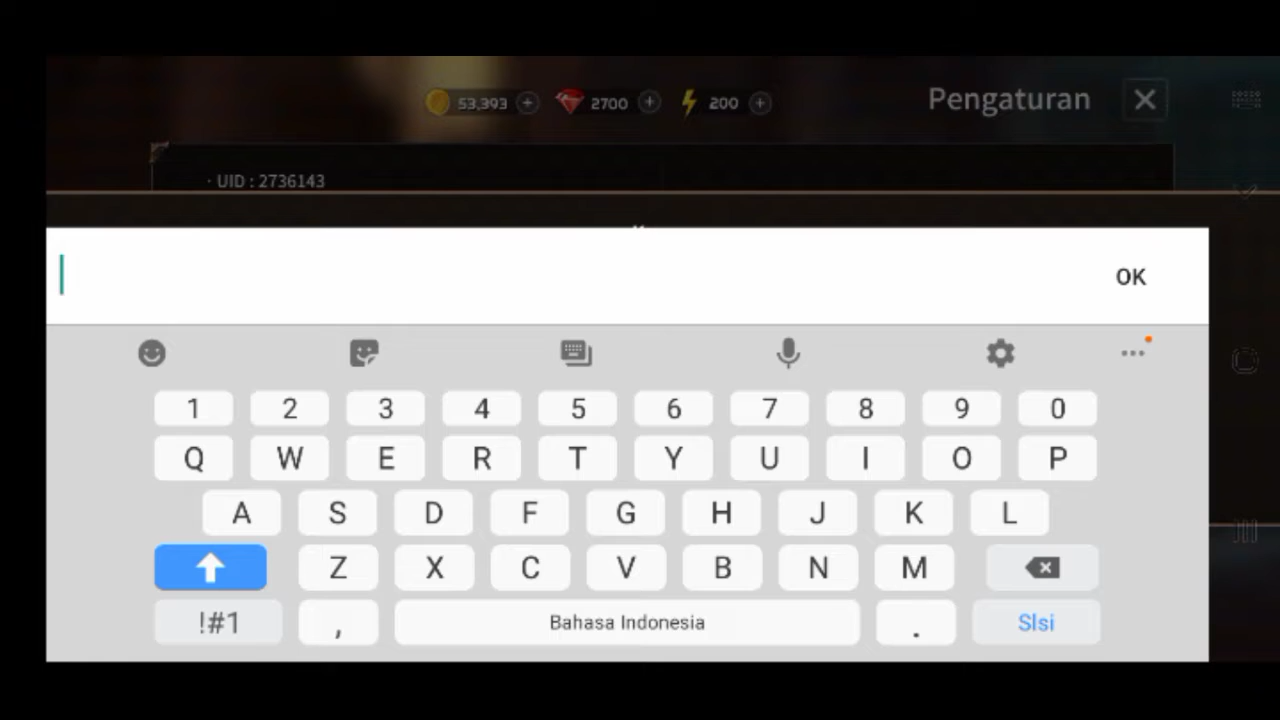 53,393 2700 200 Pengaturan
· UID : 2736143
OK
1 2 3 4 5 6 7 8 9 0
Q W E R T Y U I O P
A S D F G H J K L
Z X C V B N M
!#1 , Bahasa Indonesia . Slsi